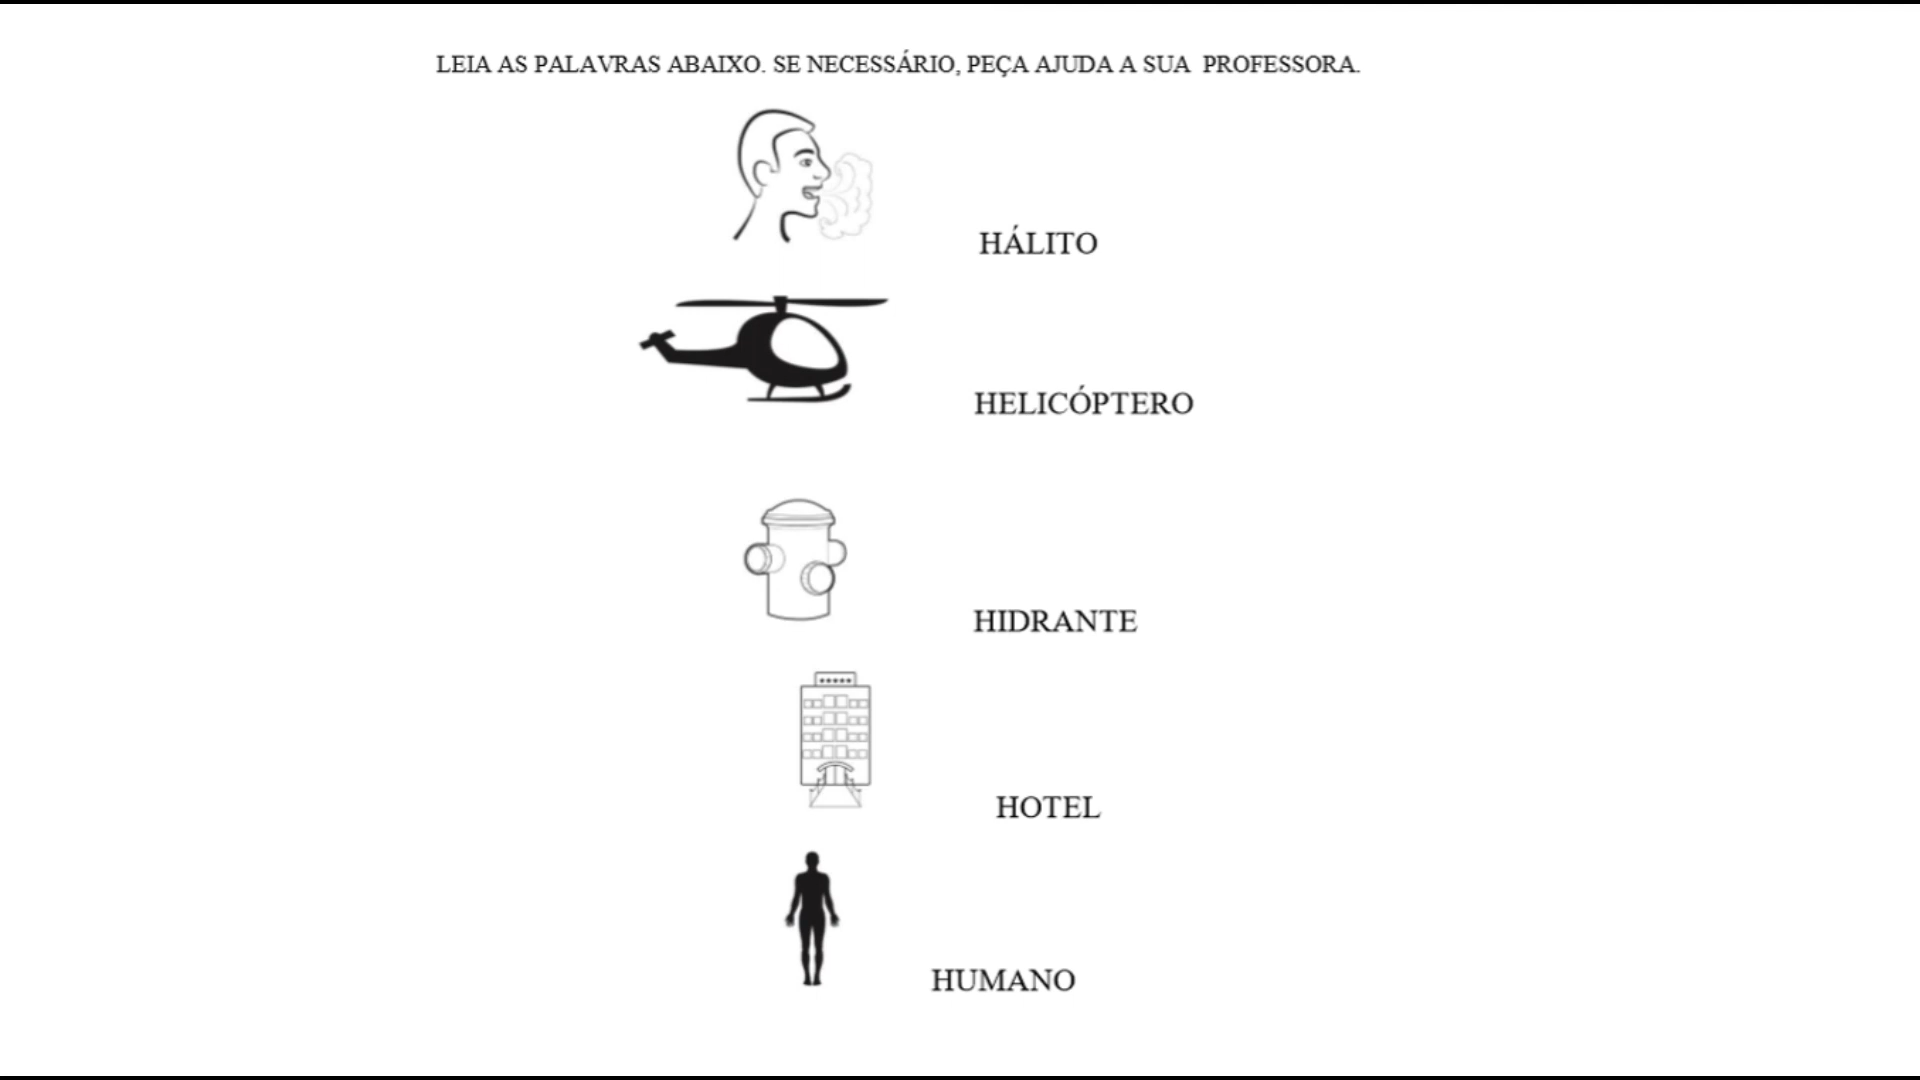 LEIA AS PALAVRAS ABAIXO. SE NECESSÁRIO, PEÇA AJUDA A SUA PROFESSORA.
HÁLITO
HELICÓPTERO
HIDRANTE
HOTEL
HUMANO